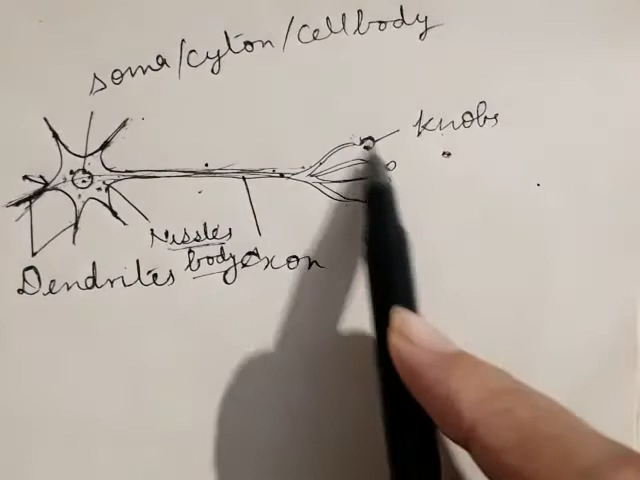 soma/cyton/cellbody
Knobs
Nissles
body
Dendrites
axon